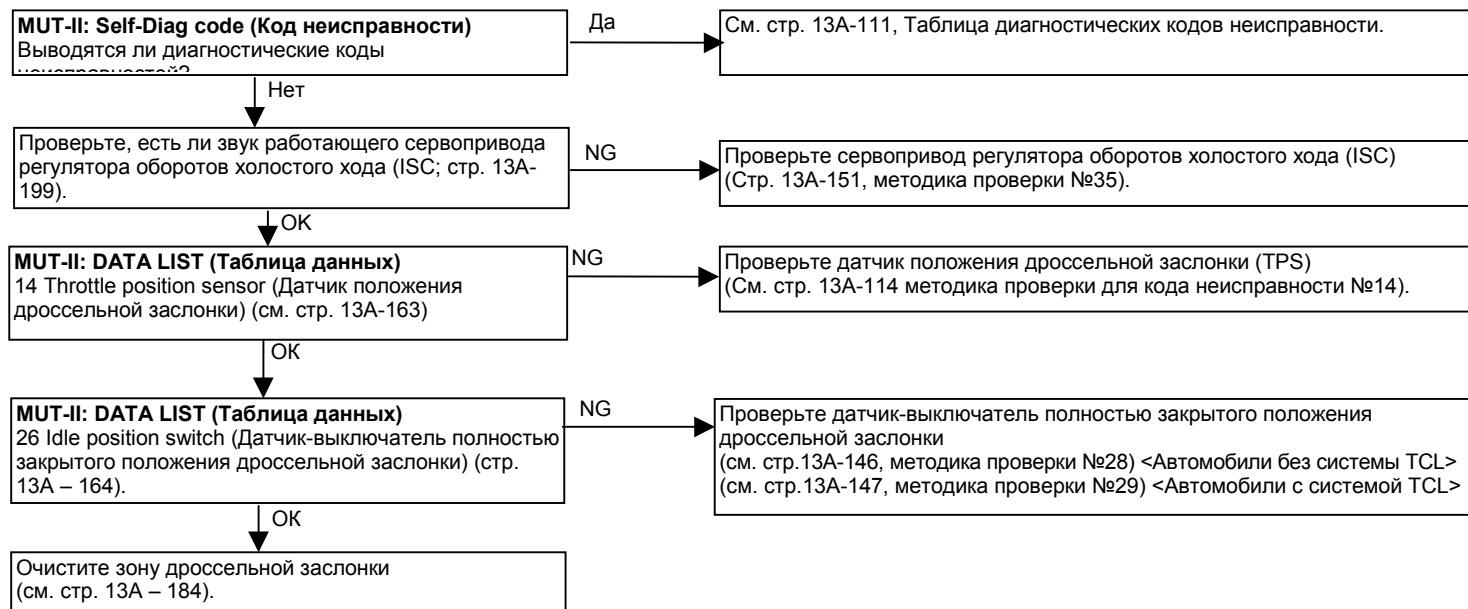 MUT-II: Self-Diag code (Код неисправности)
Выводятся ли диагностические коды
неисправностей?
Да
См. стр. 13А-111, Таблица диагностических кодов неисправности.
Нет
Проверьте, есть ли звук работающего сервопривода
регулятора оборотов холостого хода (ISC; стр. 13А-
199).
NG
Проверьте сервопривод регулятора оборотов холостого хода (ISC)
(Стр. 13А-151, методика проверки №35).
OK
MUT-II: DATA LIST (Таблица данных)
14 Throttle position sensor (Датчик положения
дроссельной заслонки) (см. стр. 13А-163)
NG
Проверьте датчик положения дроссельной заслонки (TPS)
(См. стр. 13А-114 методика проверки для кода неисправности №14).
ОК
MUT-II: DATA LIST (Таблица данных)
26 Idle position switch (Датчик-выключатель полностью
закрытого положения дроссельной заслонки) (стр.
13А – 164).
NG
Проверьте датчик-выключатель полностью закрытого положения
дроссельной заслонки
(см. стр.13А-146, методика проверки №28) <Автомобили без системы TCL>
(см. стр.13А-147, методика проверки №29) <Автомобили с системой TCL>
ОК
Очистите зону дроссельной заслонки
(см. стр. 13А – 184).